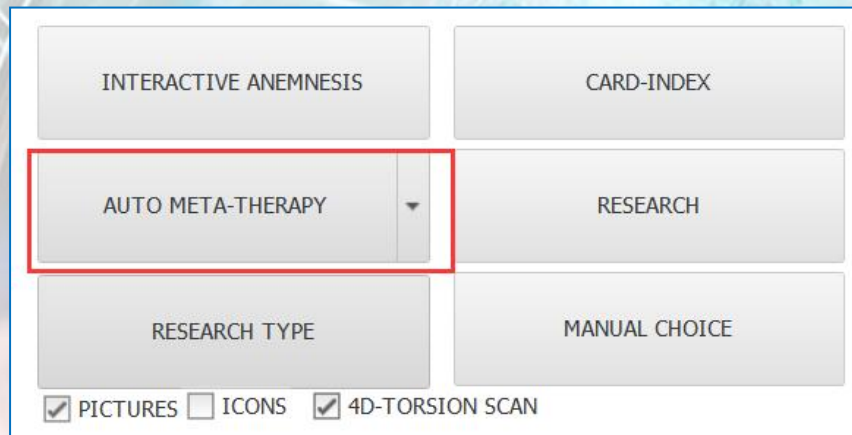 INTERACTIVE ANEMNESIS
CARD-INDEX
AUTO META-THERAPY
RESEARCH
RESEARCH TYPE
MANUAL CHOICE
PICTURES ICONS 4D-TORSION SCAN